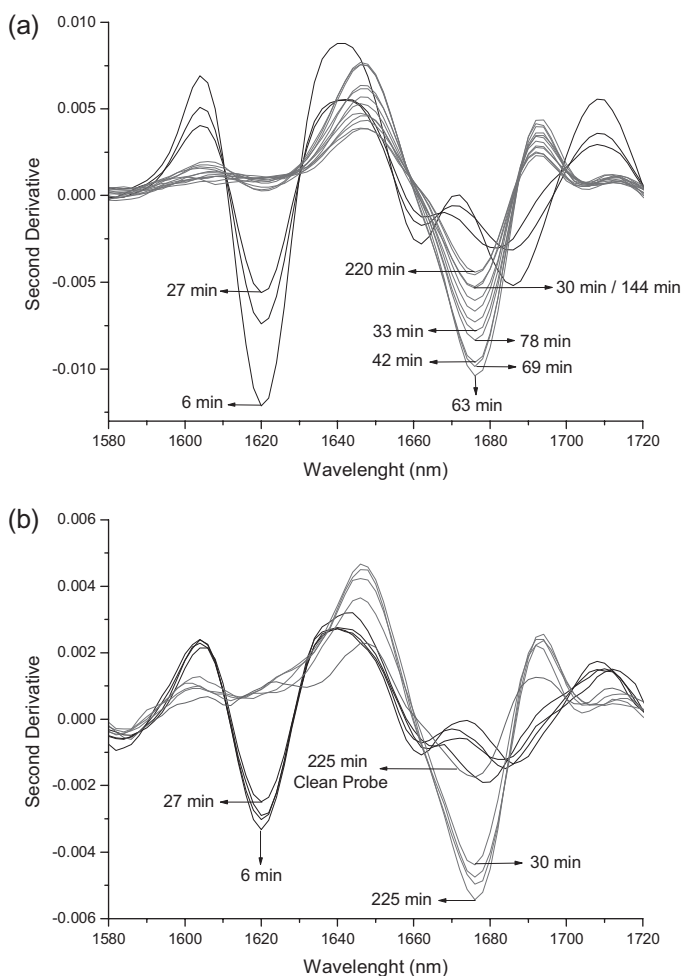 (a)
0.010
0.005
0.000
-0.005
-0.010
Second Derivative
27 min
6 min
220 min
30 min / 144 min
33 min
78 min
42 min
69 min
63 min
1580 1600 1620 1640 1660 1680 1700 1720
Wavelenght (nm)
(b)
0.006
0.004
0.002
0.000
-0.002
-0.004
-0.006
Second Derivative
27 min
6 min
225 min
Clean Probe
30 min
225 min
1580 1600 1620 1640 1660 1680 1700 1720
Wavelenght (nm)